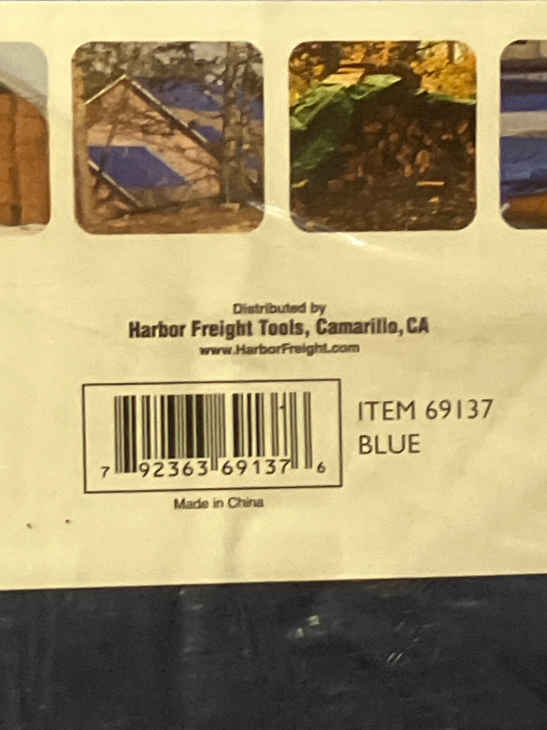 Distributed by
Harbor Freight Tools, Camarillo, CA
www.HarborFreight.com
ITEM 69137
BLUE
7 92363 69137 6
Made in China